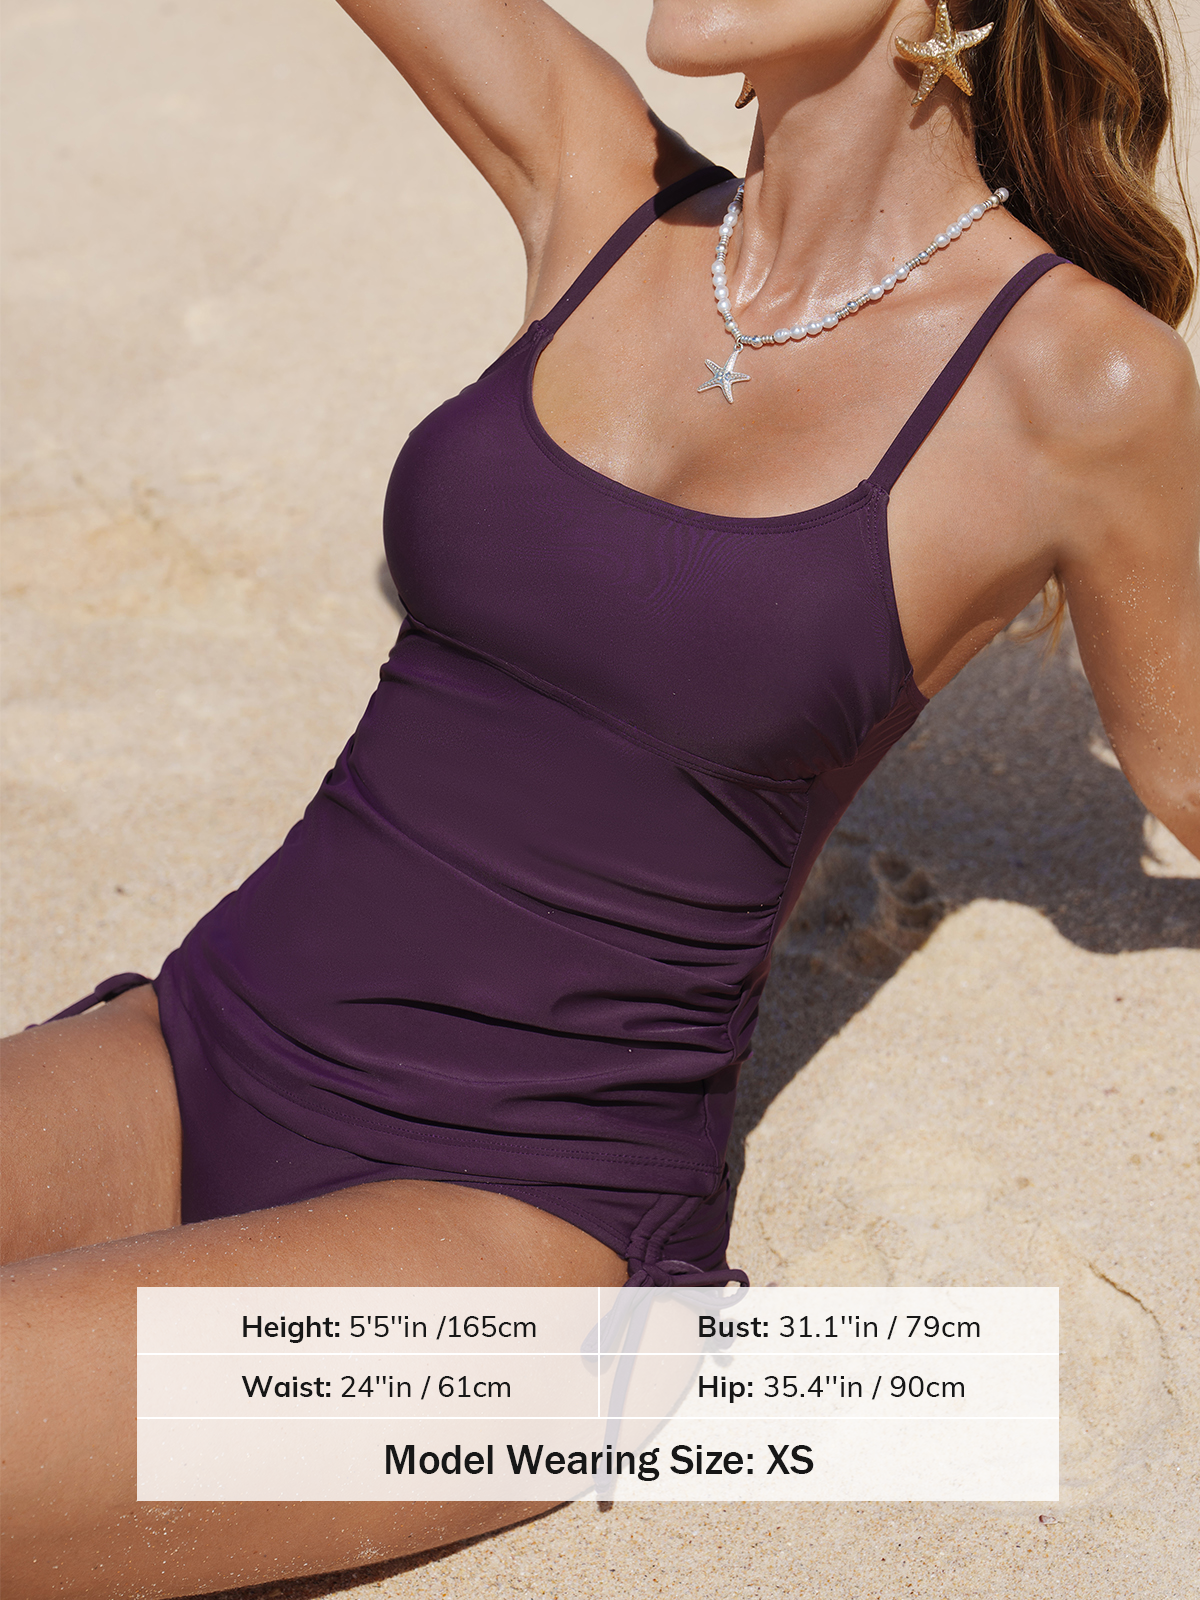 Height: 5'5''in /165cm
Bust: 31.1''in / 79cm
Waist: 24''in / 61cm
Hip: 35.4''in / 90cm
Model Wearing Size: XS